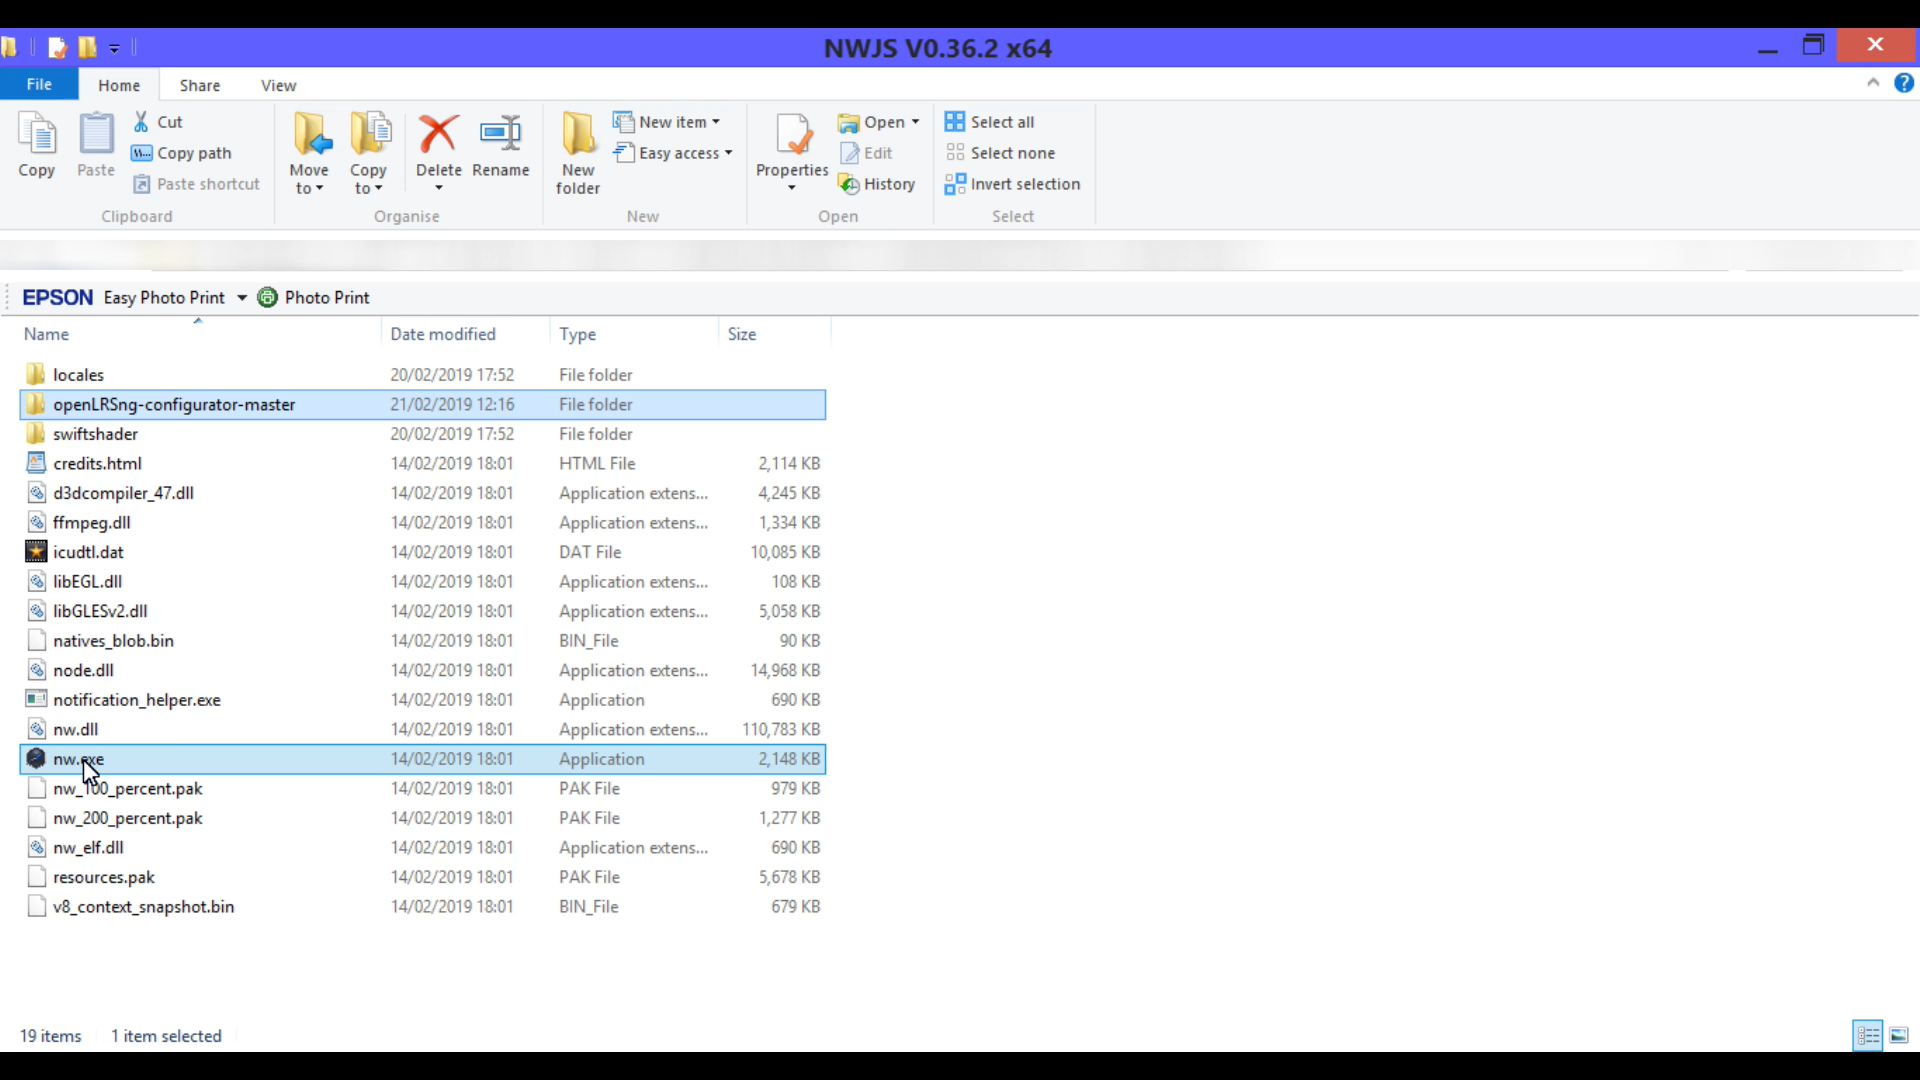 NWJS V0.36.2 x64
File Home Share View
Copy
Paste
Cut
Copy path
Paste shortcut
Clipboard
Move to
Copy to
Delete
Rename
Organise
New folder
New item
Easy access
New
Properties
Open
Edit
History
Open
Select all
Select none
Invert selection
Select
EPSON Easy Photo Print Photo Print
Name Date modified Type Size
locales 20/02/2019 17:52 File folder
openLRSng-configurator-master 21/02/2019 12:16 File folder
swiftshader 20/02/2019 17:52 File folder
credits.html 14/02/2019 18:01 HTML File 2,114 KB
d3dcompiler_47.dll 14/02/2019 18:01 Application extens... 4,245 KB
ffmpeg.dll 14/02/2019 18:01 Application extens... 1,334 KB
icudtl.dat 14/02/2019 18:01 DAT File 10,085 KB
libEGL.dll 14/02/2019 18:01 Application extens... 108 KB
libGLESv2.dll 14/02/2019 18:01 Application extens... 5,058 KB
natives_blob.bin 14/02/2019 18:01 BIN_File 90 KB
node.dll 14/02/2019 18:01 Application extens... 14,968 KB
notification_helper.exe 14/02/2019 18:01 Application 690 KB
nw.dll 14/02/2019 18:01 Application extens... 110,783 KB
nw.exe 14/02/2019 18:01 Application 2,148 KB
nw_100_percent.pak 14/02/2019 18:01 PAK File 979 KB
nw_200_percent.pak 14/02/2019 18:01 PAK File 1,277 KB
nw_elf.dll 14/02/2019 18:01 Application extens... 690 KB
resources.pak 14/02/2019 18:01 PAK File 5,678 KB
v8_context_snapshot.bin 14/02/2019 18:01 BIN_File 679 KB
19 items 1 item selected